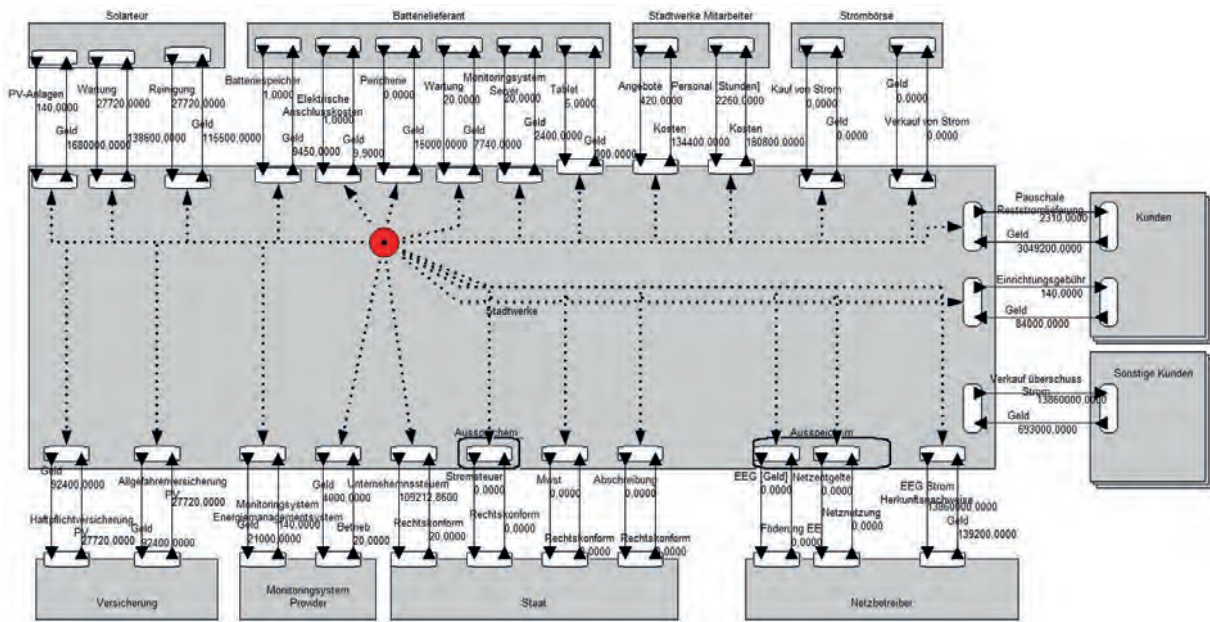 Solarteur
Battenelieferant
Stadtwerke Mitarbeiter
Strombörse
PV-Anlagen
140,0000
Wartung
27720,0000
Reinigung
27720,0000
Batteriespeicher
1,0000
Elektrische
Anschlusskosten
1,0000
Peripherie
0,0000
Wartung
20,0000
Monitoringsystem
Server
20,0000
Tablet
5,0000
Angebote
420,0000
Personal [Stunden]
2260,0000
Kauf von Strom
0,0000
Geld
0,0000
Geld
1680000,0000
138600,0000
Geld
115500,0000
Geld
9450,0000
Geld
9,9000
Geld
15000,0000
Geld
7740,0000
2400,0000
Geld
Kosten
134400,0000
Kosten
180800,0000
Geld
0,0000
Verkauf von Strom
0,0000
Pauschale
Reststromlieferung
2310,0000
Geld
3049200,0000
Kunden
Einrichtungsgebühr
140,0000
Geld
84000,0000
Stadtwerke
Verkauf überschuss
Strom
13860000,0000
Geld
693000,0000
Sonstige Kunden
Geld
92400,0000
Allgefahrenversicherung
PV
27720,0000
Haftpflichtversicherung
PV
27720,0000
Geld
92400,0000
Monitoringsystem
Energiemanagementsystem
140,0000
Geld
21000,0000
Geld
4000,0000
Betrieb
20,0000
Unternehmnssteuern
109212,8600
Rechtskonform
20,0000
Stromsteuer
0,0000
Rechtskonform
0,0000
Mwst
0,0000
Rechtskonform
0,0000
Abschreibung
0,0000
Rechtskonform
0,0000
EEG [Geld]
0,0000
Föderung EE
0,0000
Netzentgelte
0,0000
Netznutzung
0,0000
EEG Strom
Herkunftsnachweise
13860000,0000
Geld
139200,0000
Versicherung
Monitoringsystem
Provider
Staat
Netzbetreiber